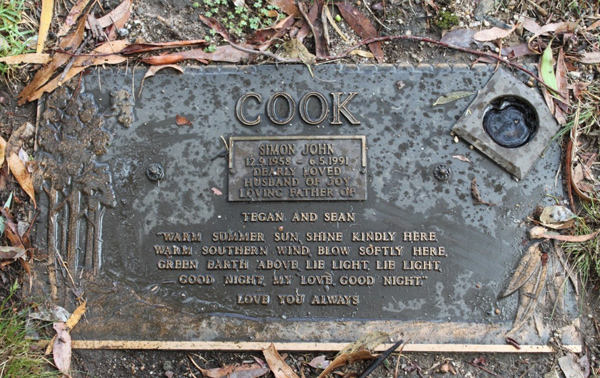 COOK
SIMON JOHN
12.9.1958 - 6.5.1991
DEARLY LOVED
HUSBAND OF JOY
LOVING FATHER OF
TEGAN AND SEAN
"WARM SUMMER SUN, SHINE KINDLY HERE,
WARM SOUTHERN WIND, BLOW SOFTLY HERE,
GREEN EARTH ABOVE, LIE LIGHT, LIE LIGHT,
GOOD NIGHT, MY LOVE, GOOD NIGHT."
LOVE YOU ALWAYS